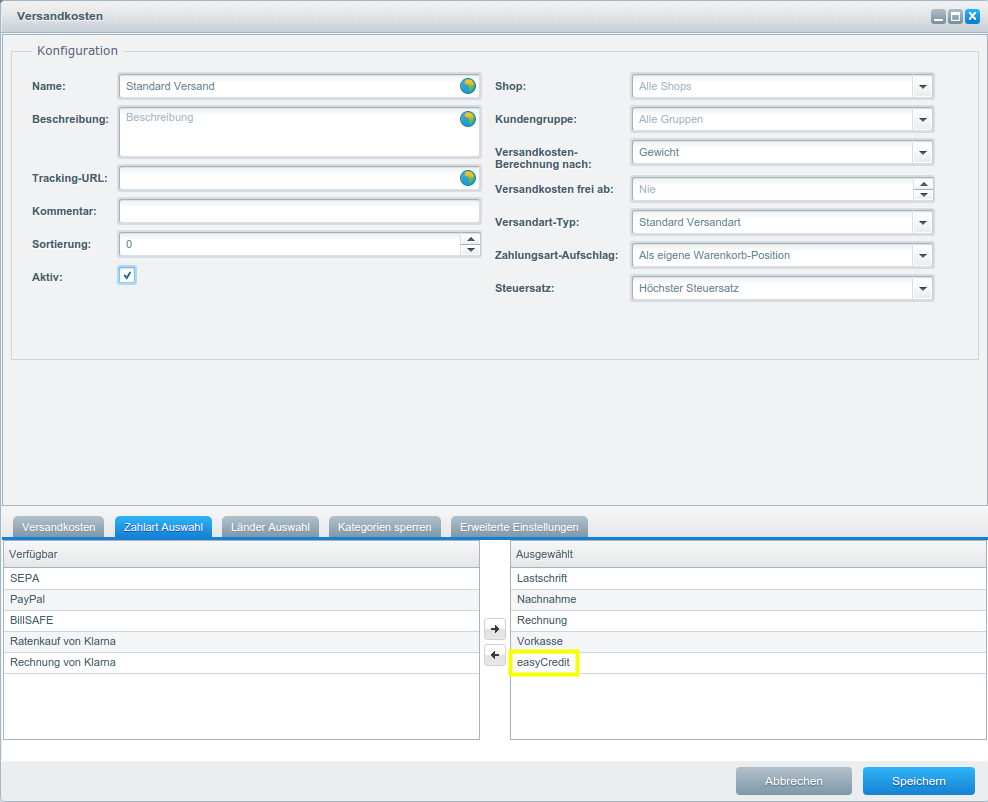 Versandkosten
Konfiguration
Name: Standard Versand
Beschreibung: Beschreibung
Tracking-URL:
Kommentar:
Sortierung: 0
Aktiv:
Shop: Alle Shops
Kundengruppe: Alle Gruppen
Versandkosten-
Berechnung nach: Gewicht
Versandkosten frei ab: Nie
Versandart-Typ: Standard Versandart
Zahlungsart-Aufschlag: Als eigene Warenkorb-Position
Steuersatz: Höchster Steuersatz
Versandkosten Zahlart Auswahl Länder Auswahl Kategorien sperren Erweiterte Einstellungen
Verfügbar
SEPA
PayPal
BillSAFE
Ratenkauf von Klarna
Rechnung von Klarna
Ausgewählt
Lastschrift
Nachnahme
Rechnung
Vorkasse
easyCredit
Abbrechen Speichern